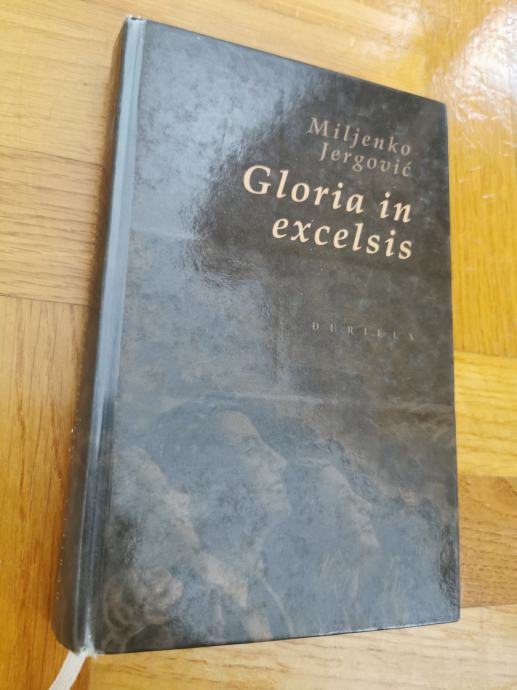 Miljenko
Jergović
Gloria in
excelsis
DURIEUX